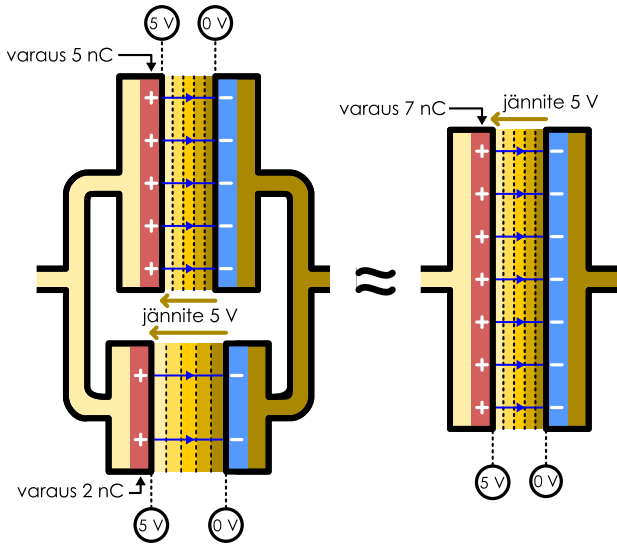 5 V
0 V
varaus 5 nC
jännite 5 V
varaus 2 nC
5 V
0 V
≈
varaus 7 nC
jännite 5 V
5 V
0 V